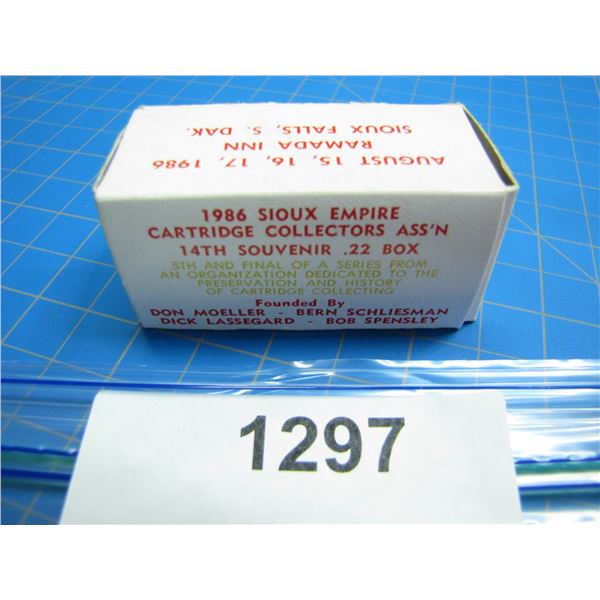 AUGUST 15, 16, 17, 1986
RAMADA INN
SIOUX FALLS, S. DAK.
1986 SIOUX EMPIRE
CARTRIDGE COLLECTORS ASS'N
14TH SOUVENIR .22 BOX
5TH AND FINAL OF A SERIES FROM
AN ORGANIZATION DEDICATED TO THE
PRESERVATION AND HISTORY
OF CARTRIDGE COLLECTING
Founded By
DON MOELLER - BERN SCHLIESMAN
DICK LASSEGARD - BOB SPENSLEY
1297